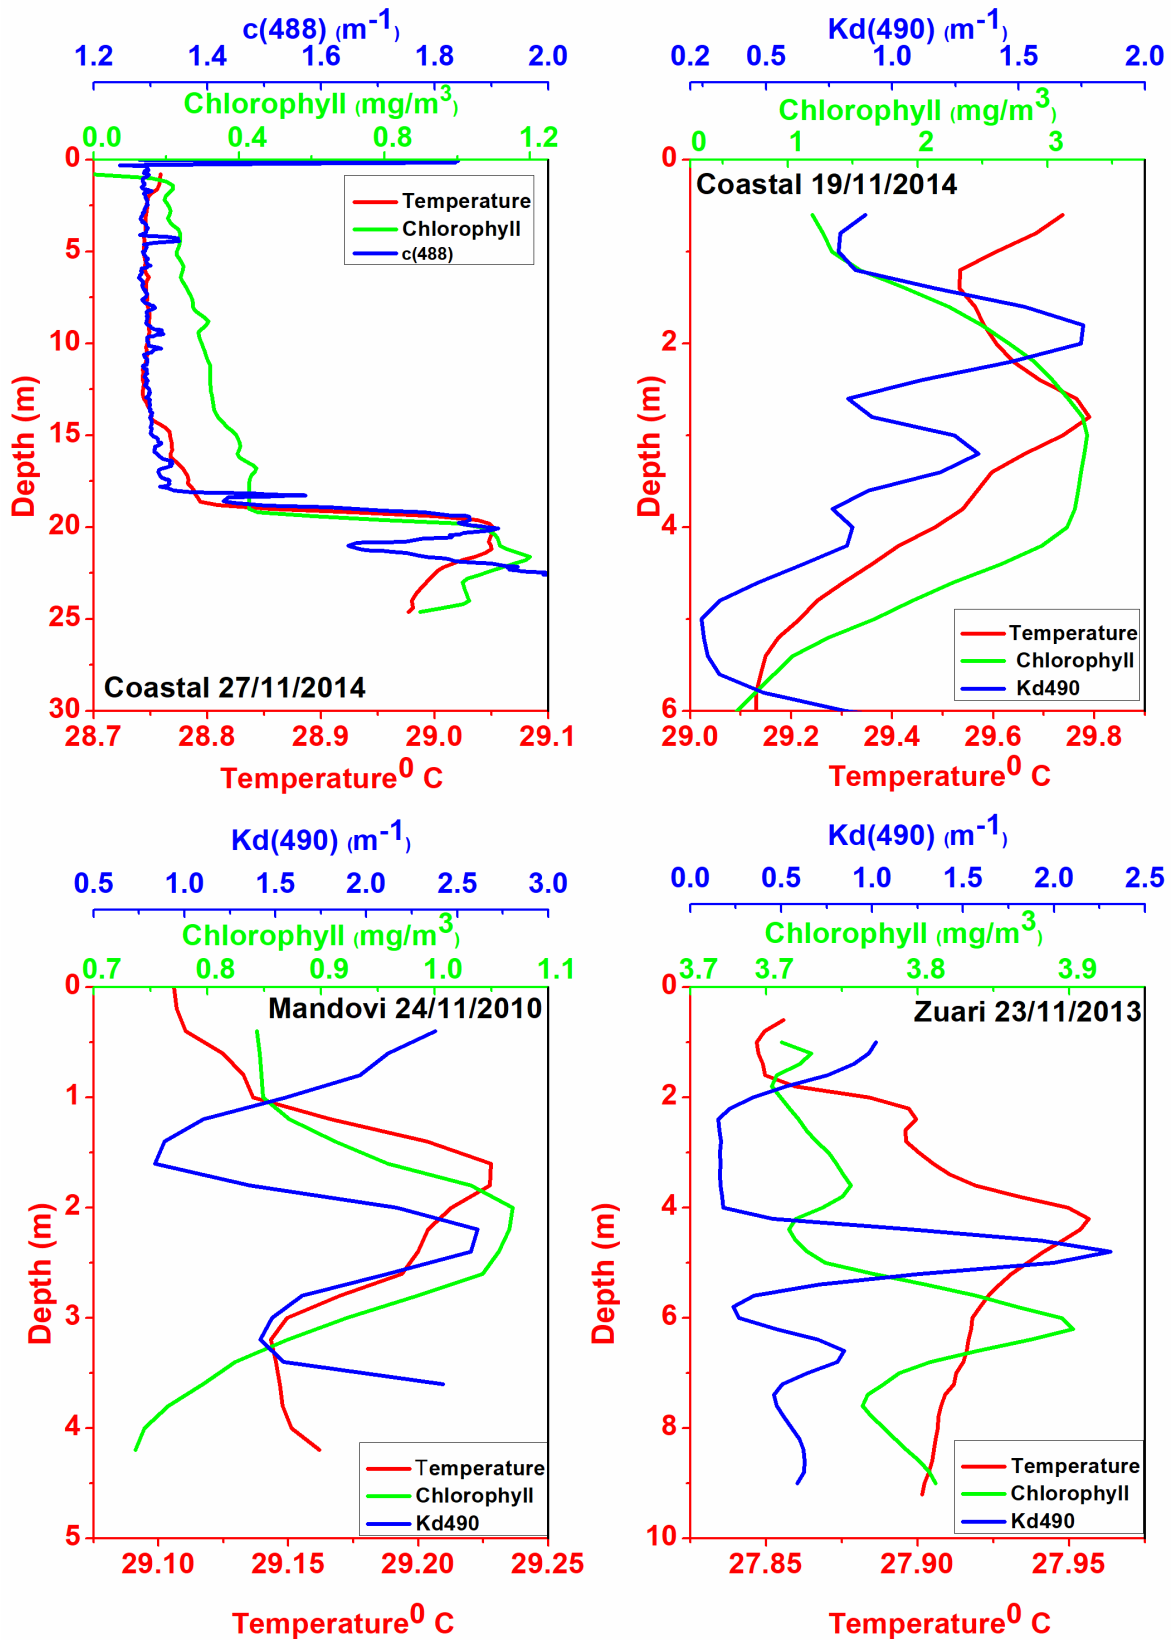 c(488) (m-1)
1.2 1.4 1.6 1.8 2.0
Chlorophyll (mg/m3
0.0 0.4 0.8 1.2
0
5
10
15
20
25
30
Depth (m)
Temperature
Chlorophyll
c(488)
Coastal 27/11/2014
28.7 28.8 28.9 29.0 29.1
Temperature0 C
Kd(490) (m-1)
0.2 0.5 1.0 1.5 2.0
Chlorophyll (mg/m3
0 1 2 3
0
2
4
6
Depth (m)
Coastal 19/11/2014
Temperature
Chlorophyll
Kd490
29.0 29.2 29.4 29.6 29.8
Temperature0 C
Kd(490) (m-1)
0.5 1.0 1.5 2.0 2.5 3.0
Chlorophyll (mg/m3)
0.7 0.8 0.9 1.0 1.1
0
1
2
3
4
5
Depth (m)
Mandovi 24/11/2010
Temperature
Chlorophyll
Kd490
29.10 29.15 29.20 29.25
Temperature0 C
Kd(490) (m-1)
0.0 0.5 1.0 1.5 2.0 2.5
Chlorophyll (mg/m3)
3.7 3.7 3.8 3.9
0
2
4
6
8
10
Depth (m)
Zuari 23/11/2013
Temperature
Chlorophyll
Kd490
27.85 27.90 27.95
Temperature0 C